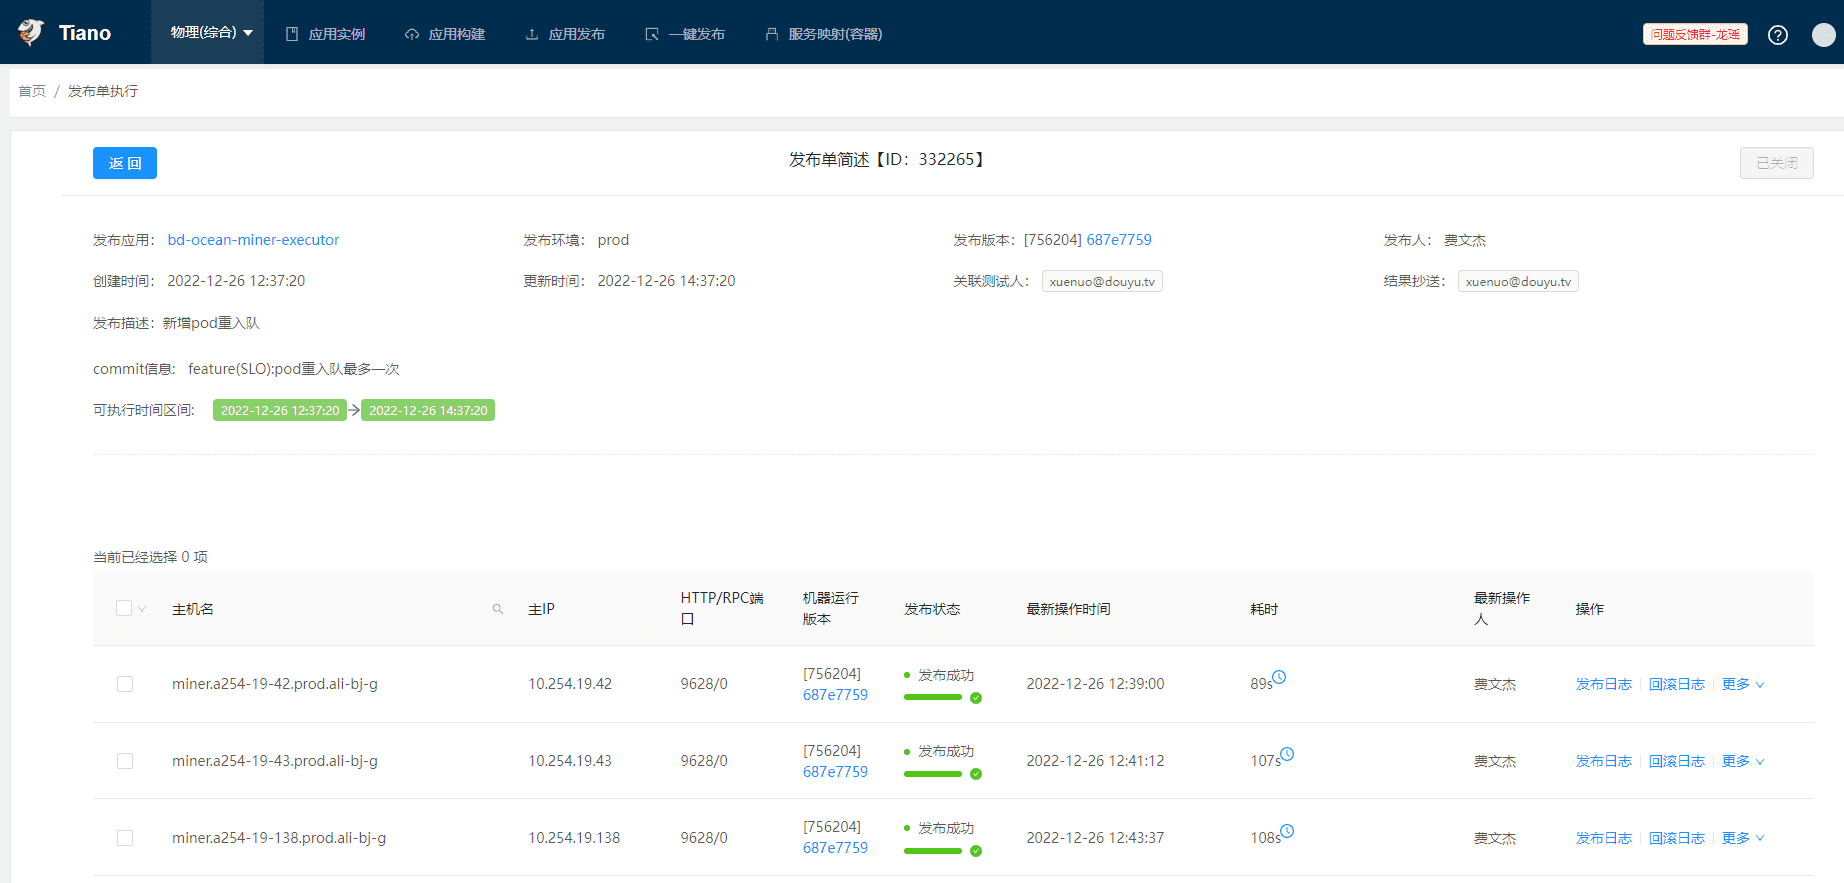 Tiano
物理(综合)
应用实例
应用构建
应用发布
一键发布
服务映射(容器)
问题反馈群-龙瑶
首页 / 发布单执行
返 回
发布单简述【ID：332265】
已关闭
发布应用： bd-ocean-miner-executor
发布环境： prod
发布版本：[756204] 687e7759
发布人： 费文杰
创建时间： 2022-12-26 12:37:20
更新时间： 2022-12-26 14:37:20
关联测试人： xuenuo@douyu.tv
结果抄送： xuenuo@douyu.tv
发布描述：新增pod重入队
commit信息: feature(SLO):pod重入队最多一次
可执行时间区间: 2022-12-26 12:37:20 → 2022-12-26 14:37:20
当前已经选择 0 项
主机名
主IP
HTTP/RPC端
口
机器运行
版本
发布状态
最新操作时间
耗时
最新操作
人
操作
miner.a254-19-42.prod.ali-bj-g
10.254.19.42
9628/0
[756204]
687e7759
发布成功
2022-12-26 12:39:00
89s
费文杰
发布日志 回滚日志 更多
miner.a254-19-43.prod.ali-bj-g
10.254.19.43
9628/0
[756204]
687e7759
发布成功
2022-12-26 12:41:12
107s
费文杰
发布日志 回滚日志 更多
miner.a254-19-138.prod.ali-bj-g
10.254.19.138
9628/0
[756204]
687e7759
发布成功
2022-12-26 12:43:37
108s
费文杰
发布日志 回滚日志 更多